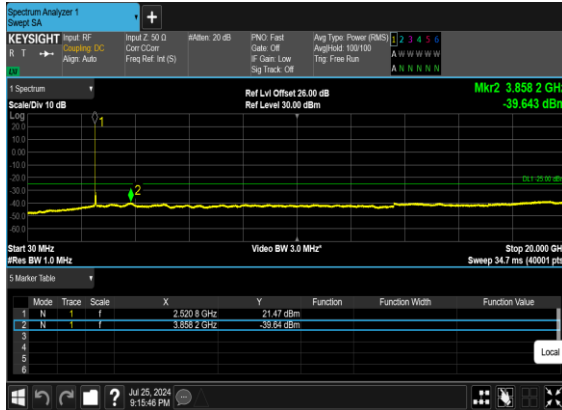 Spectrum Analyzer 1
Swept SA
+
KEYSIGHT Input: RF Input Z: 50 Ω #Atten: 20 dB PNO: Fast Avg Type: Power (RMS) 1 2 3 4 5 6
R T Coupling: DC Corr CCorr Gate: Off Avg|Hold: 100/100 A W W W W W
Align: Auto Freq Ref: Int (S) IF Gain: Low Trig: Free Run
Sig Track: Off A N N N N N
1 Spectrum Ref Lvl Offset 26.00 dB Mkr2 3.858 2 GHz
Scale/Div 10 dB Ref Level 30.00 dBm -39.643 dBm
Log
20.0
10.0
0.00
-10.0
-20.0
-30.0
-40.0
-50.0
-60.0
1
2
DL1 -25.00 dBm
Start 30 MHz Video BW 3.0 MHz* Stop 20.000 GHz
#Res BW 1.0 MHz Sweep 34.7 ms (40001 pts)
5 Marker Table
Mode Trace Scale X Y Function Function Width Function Value
1 N 1 f 2.520 8 GHz 21.47 dBm
2 N 1 f 3.858 2 GHz -39.64 dBm
3
4
5
6
Local
? Jul 25, 2024
9:15:46 PM